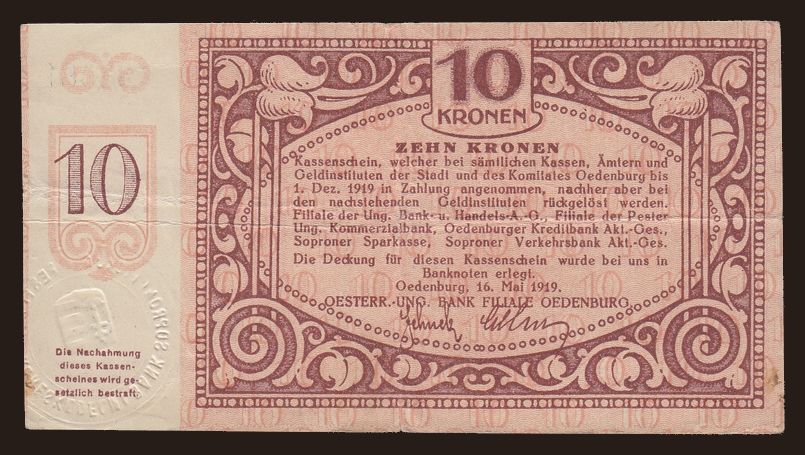 10
KRONEN
ZEHN KRONEN
Kassenschein, welcher bei sämtlichen Kassen, Ämtern und
Geldinstituten der Stadt und des Komitates Oedenburg bis
1. Dez. 1919 in Zahlung angenommen, nachher aber bei
den nachstehenden Geldinstituten rückgelöst werden.
Filiale der Ung. Bank- u. Handels-A.-G., Filiale der Pester
Ung. Kommerzialbank, Oedenburger Kreditbank Akt.-Ges.,
Soproner Sparkasse, Soproner Verkehrsbank Akt.-Ges.
Die Deckung für diesen Kassenschein wurde bei uns in
Banknoten erlegt.
Oedenburg, 16. Mai 1919.
OESTERR.-UNG. BANK FILIALE OEDENBURG
10
Die Nachahmung
dieses Kassen-
scheines wird ge-
setzlich bestraft.